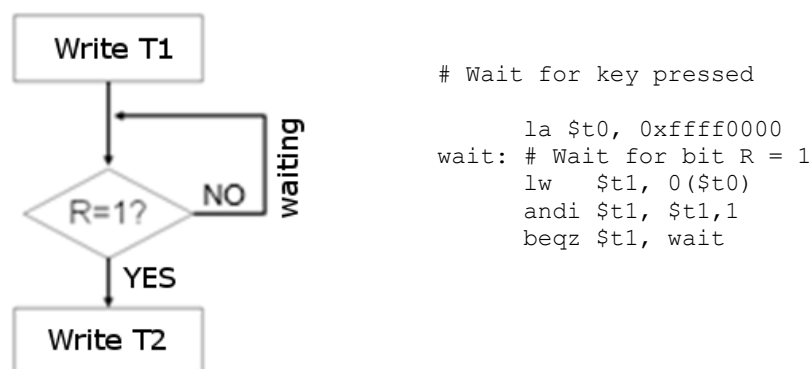 Write T1
waiting
R=1?
NO
YES
Write T2
# Wait for key pressed
la $t0, 0xffff0000
wait: # Wait for bit R = 1
lw $t1, 0($t0)
andi $t1, $t1,1
beqz $t1, wait